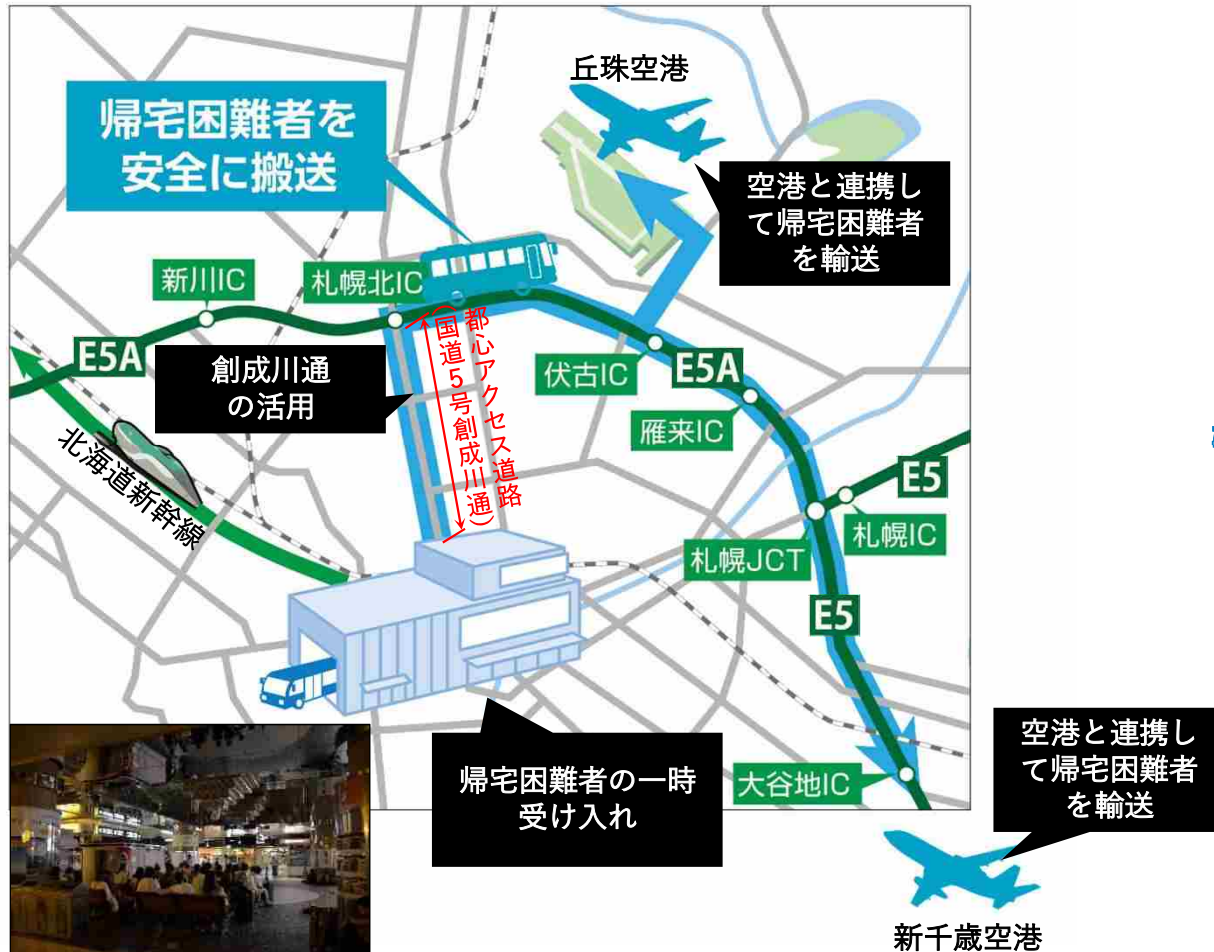 丘珠空港
帰宅困難者を
安全に搬送
空港と連携し
て帰宅困難者
を輸送
新川IC
札幌北IC
E5A
創成川通
の活用
都心アクセス道路
(国道5号創成川通)
伏古IC
E5A
雁来IC
北海道新幹線
E5
札幌IC
札幌JCT
E5
帰宅困難者の一時
受け入れ
大谷地IC
空港と連携し
て帰宅困難者
を輸送
新千歳空港